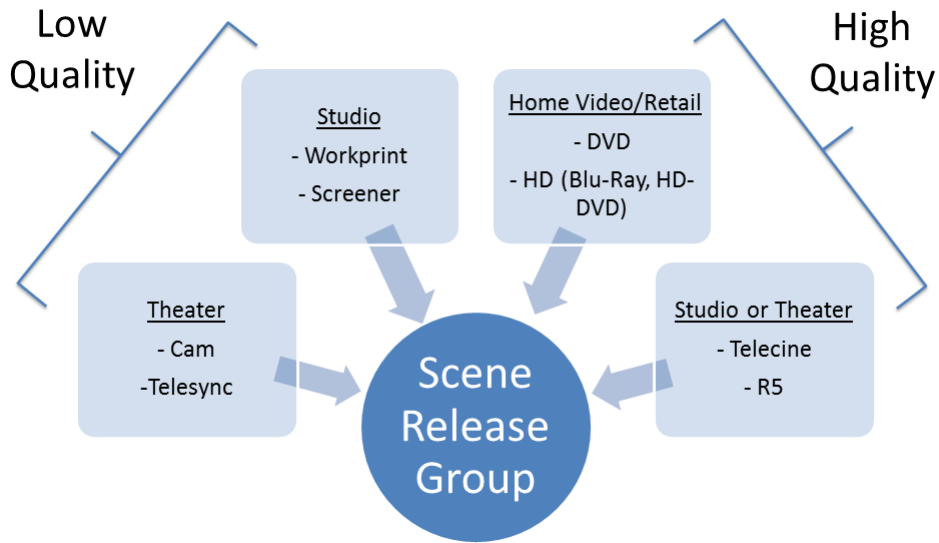 Low
Quality
High
Quality
Studio
- Workprint
- Screener
Home Video/Retail
- DVD
- HD (Blu-Ray, HD-
DVD)
Theater
- Cam
-Telesync
Studio or Theater
- Telecine
- R5
Scene
Release
Group